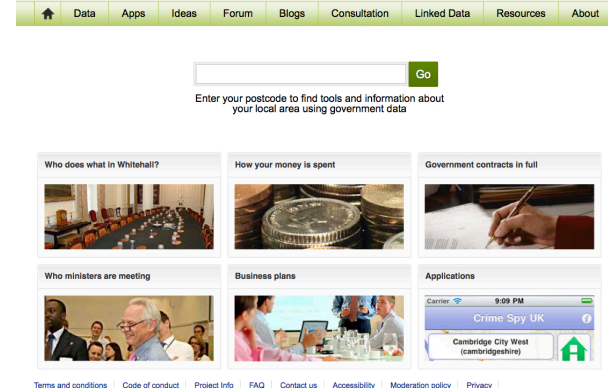 Data Apps Ideas Forum Blogs Consultation Linked Data Resources About
Go
Enter your postcode to find tools and information about
your local area using government data
Who does what in Whitehall? How your money is spent Government contracts in full
Who ministers are meeting Business plans Applications
Carrier 9:09 PM
Crime Spy UK
Cambridge City West
(cambridgeshire)
Terms and conditions Code of conduct Project Info FAQ Contact us Accessibility Moderation policy Privacy